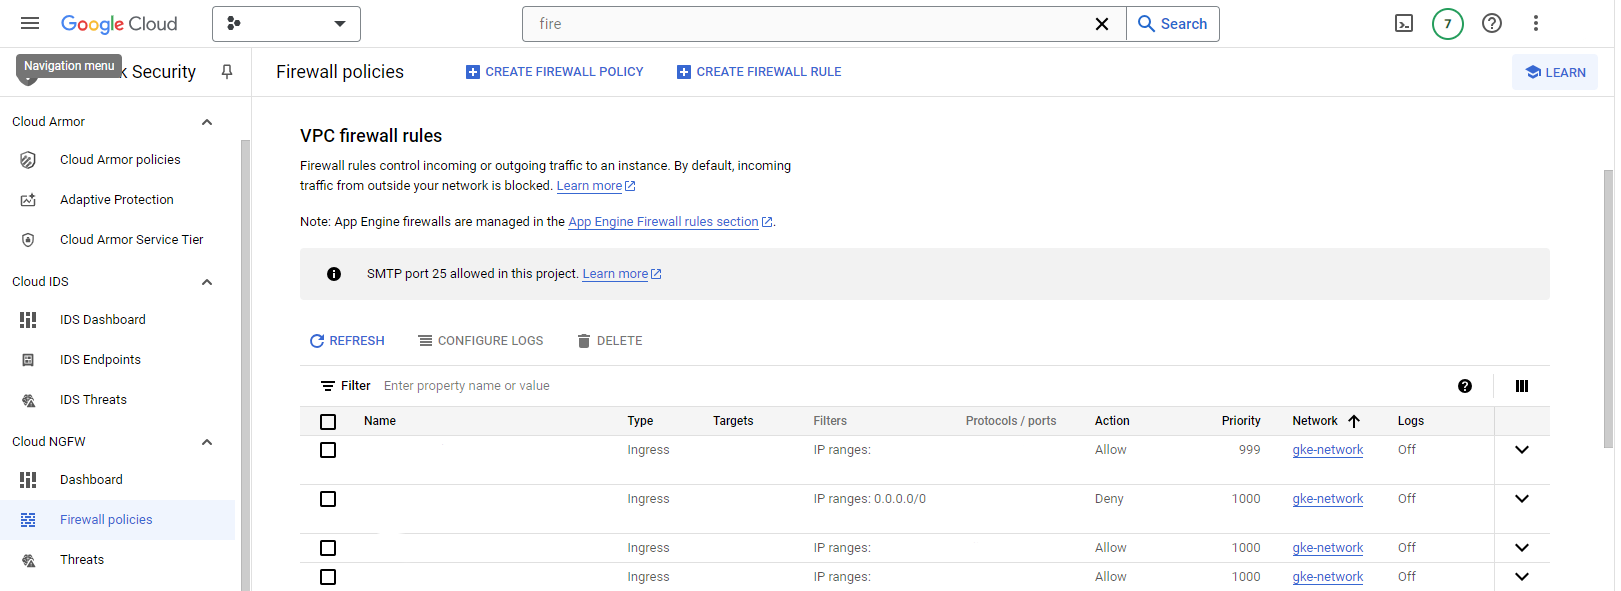 Google Cloud
fire
Search
7
Navigation menu
k Security
Firewall policies
CREATE FIREWALL POLICY
CREATE FIREWALL RULE
LEARN
Cloud Armor
Cloud Armor policies
Adaptive Protection
Cloud Armor Service Tier
Cloud IDS
IDS Dashboard
IDS Endpoints
IDS Threats
Cloud NGFW
Dashboard
Firewall policies
Threats
VPC firewall rules
Firewall rules control incoming or outgoing traffic to an instance. By default, incoming
traffic from outside your network is blocked. Learn more
Note: App Engine firewalls are managed in the App Engine Firewall rules section.
SMTP port 25 allowed in this project. Learn more
REFRESH CONFIGURE LOGS DELETE
Filter Enter property name or value
Name Type Targets Filters Protocols / ports Action Priority Network Logs
Ingress IP ranges: Allow 999 gke-network Off
Ingress IP ranges: 0.0.0.0/0 Deny 1000 gke-network Off
Ingress IP ranges: Allow 1000 gke-network Off
Ingress IP ranges: Allow 1000 gke-network Off